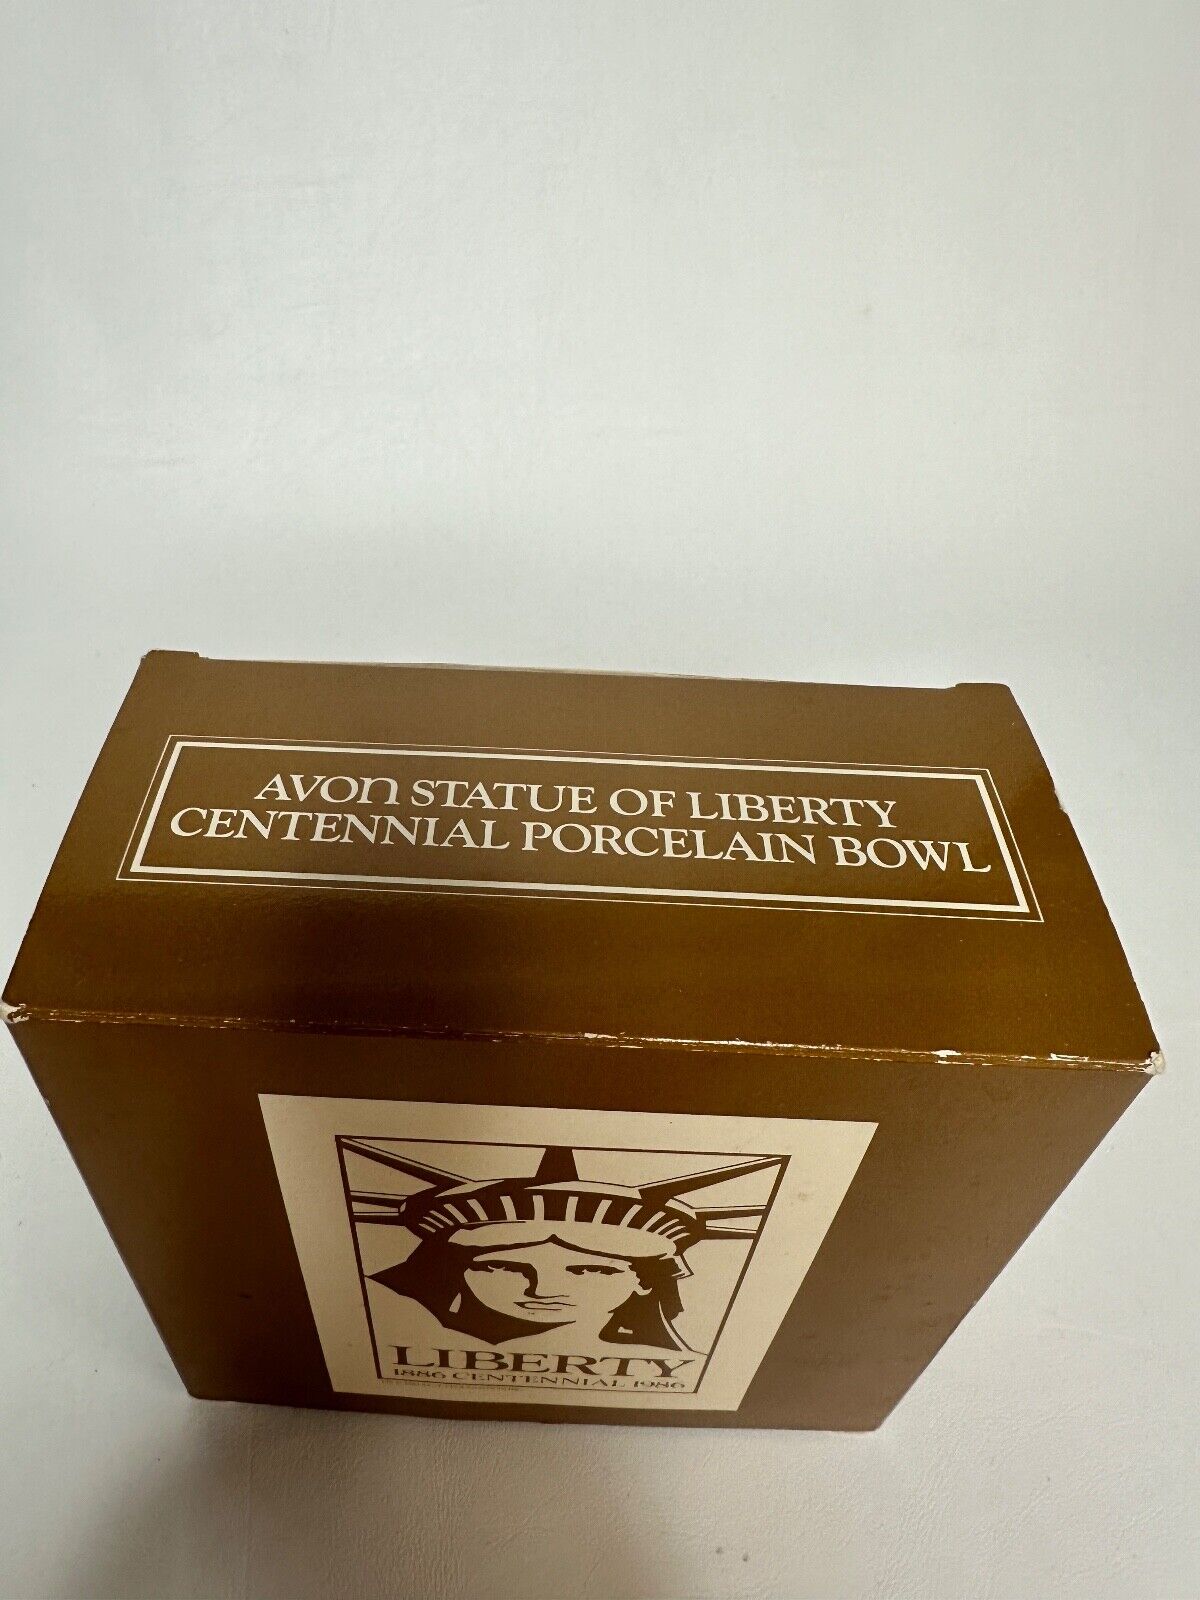 AVON STATUE OF LIBERTY
CENTENNIAL PORCELAIN BOWL
LIBERTY
1886 CENTENNIAL 1986